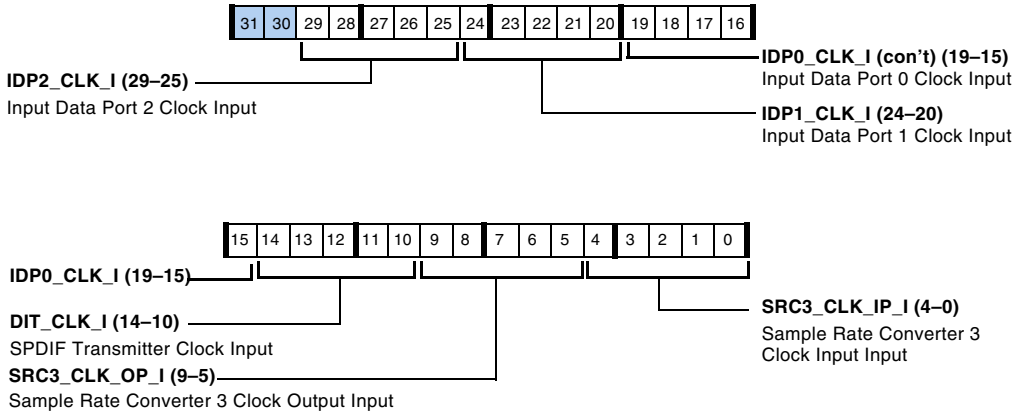 31 30 29 28 27 26 25 24 23 22 21 20 19 18 17 16
IDP0_CLK_I (con't) (19–15)
Input Data Port 0 Clock Input
IDP2_CLK_I (29–25)
Input Data Port 2 Clock Input
IDP1_CLK_I (24–20)
Input Data Port 1 Clock Input
15 14 13 12 11 10 9 8 7 6 5 4 3 2 1 0
IDP0_CLK_I (19–15)
DIT_CLK_I (14–10)
SPDIF Transmitter Clock Input
SRC3_CLK_OP_I (9–5)
Sample Rate Converter 3 Clock Output Input
SRC3_CLK_IP_I (4–0)
Sample Rate Converter 3
Clock Input Input